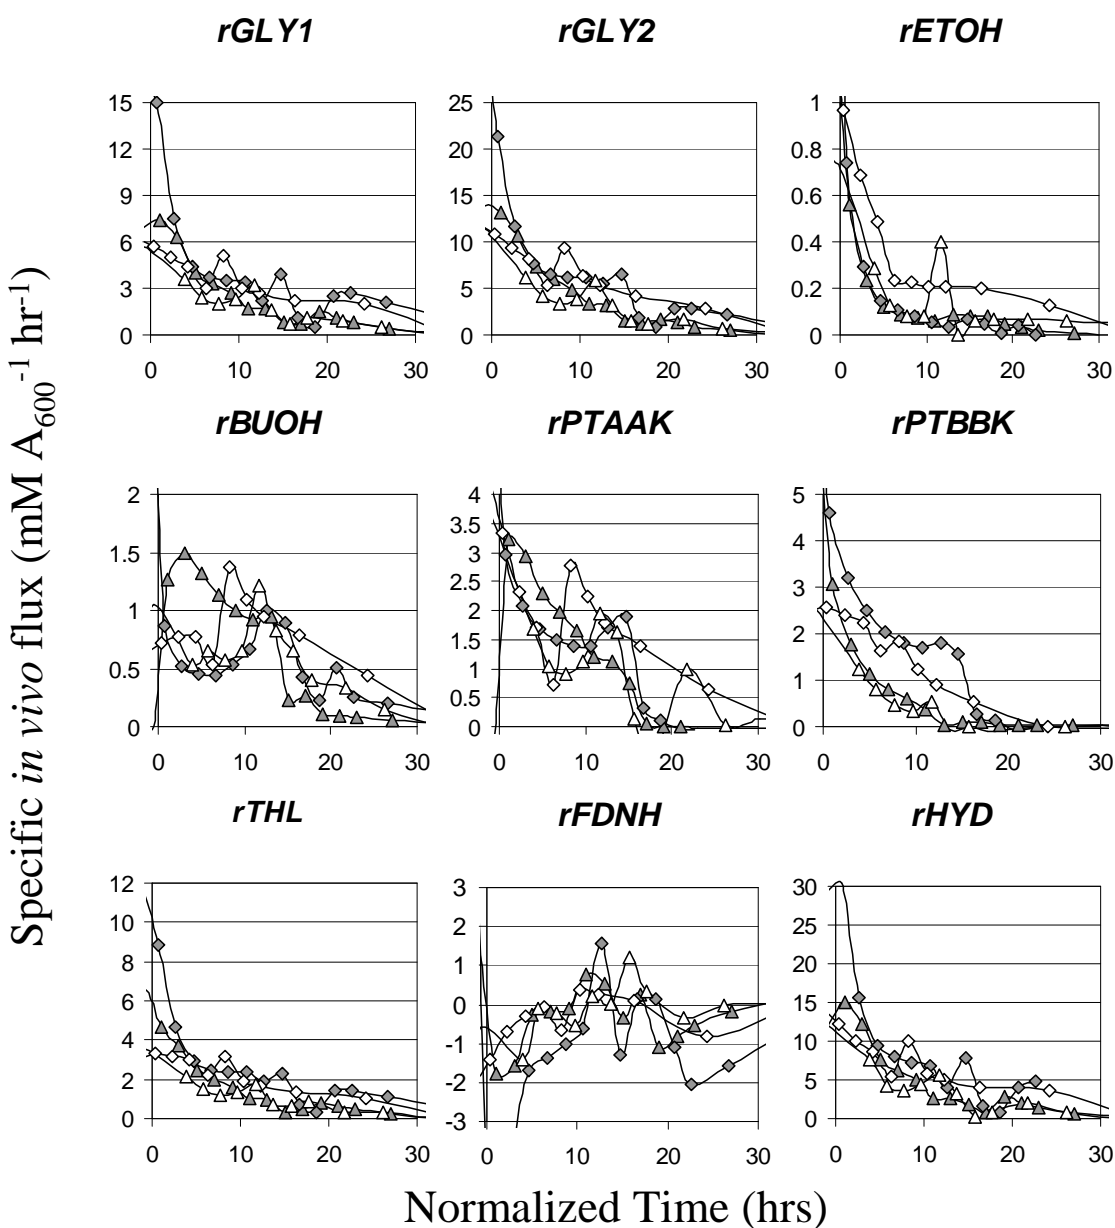 rGLY1 rGLY2 rETOH
15 12 9 6 3 0
0 10 20 30
25 20 15 10 5 0
0 10 20 30
1 0.8 0.6 0.4 0.2 0
0 10 20 30
rBUOH rPTAAK rPTBBK
2 1.5 1 0.5 0
0 10 20 30
4 3.5 3 2.5 2 1.5 1 0.5 0
0 10 20 30
5 4 3 2 1 0
0 10 20 30
rTHL rFDNH rHYD
12 10 8 6 4 2 0
0 10 20 30
3 2 1 0 -1 -2 -3
0 10 20 30
30 25 20 15 10 5 0
0 10 20 30
Specific in vivo flux (mM A600-1 hr-1)
Normalized Time (hrs)